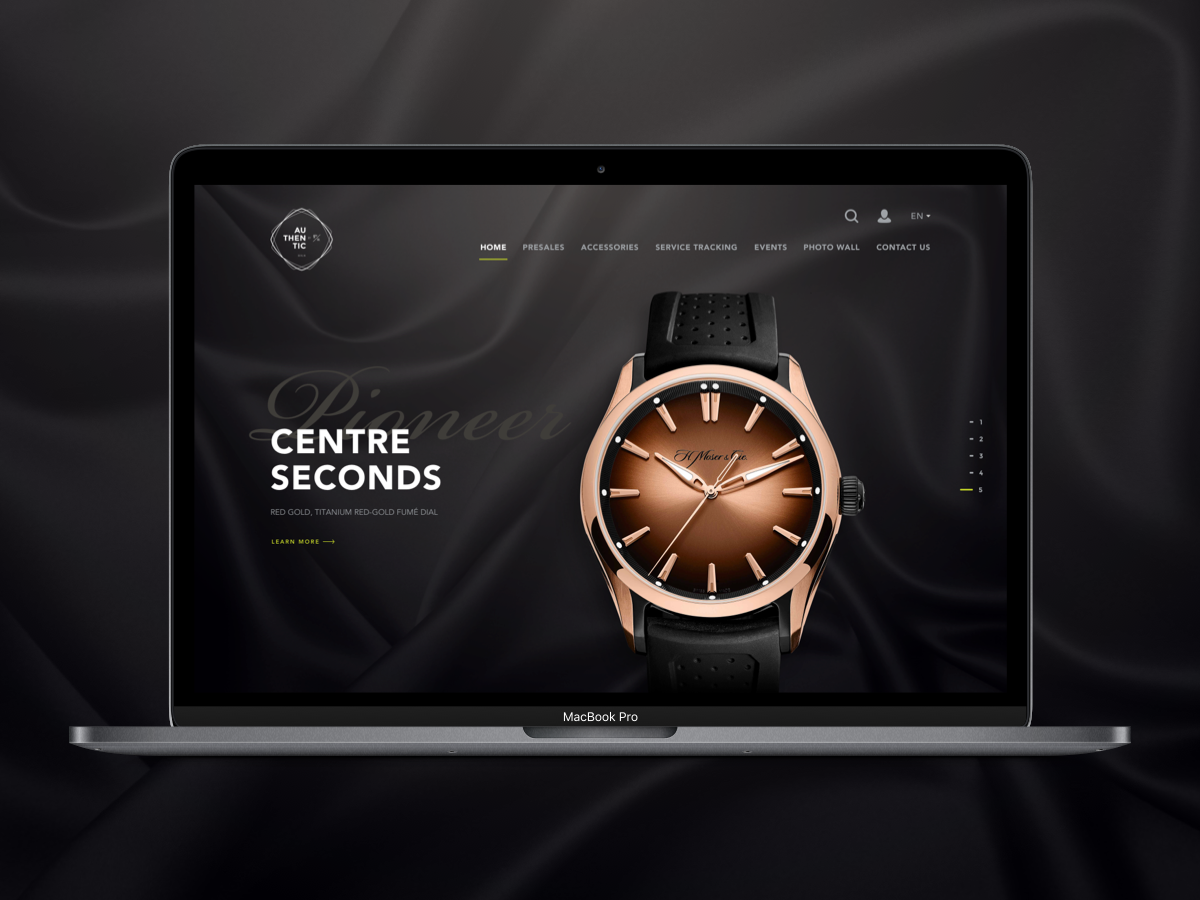 AU
THEN
TIC
EN
HOME PRESALES ACCESSORIES SERVICE TRACKING EVENTS PHOTO WALL CONTACT US
Pioneer
CENTRE
SECONDS
RED GOLD, TITANIUM RED-GOLD FUMÉ DIAL
LEARN MORE
H. Moser & Cie.
1
2
3
4
5
MacBook Pro